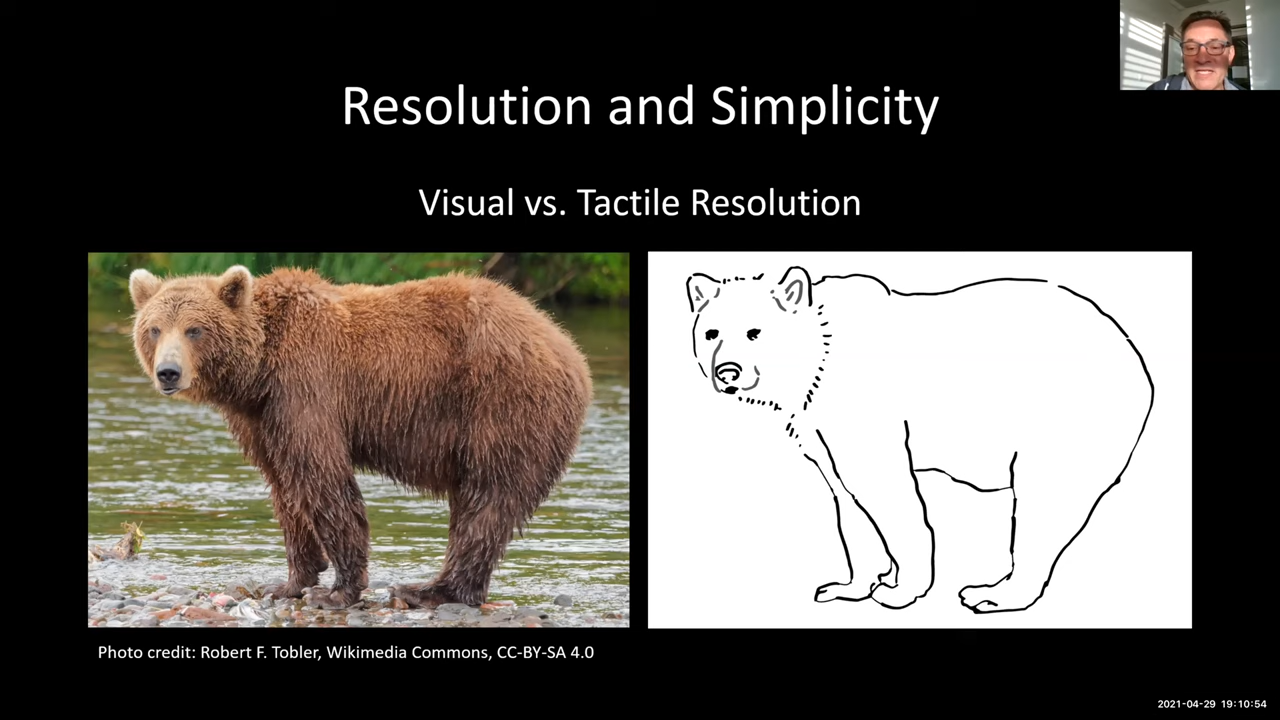 Resolution and Simplicity
Visual vs. Tactile Resolution
Photo credit: Robert F. Tobler, Wikimedia Commons, CC-BY-SA 4.0
2021-04-29 19:10:54